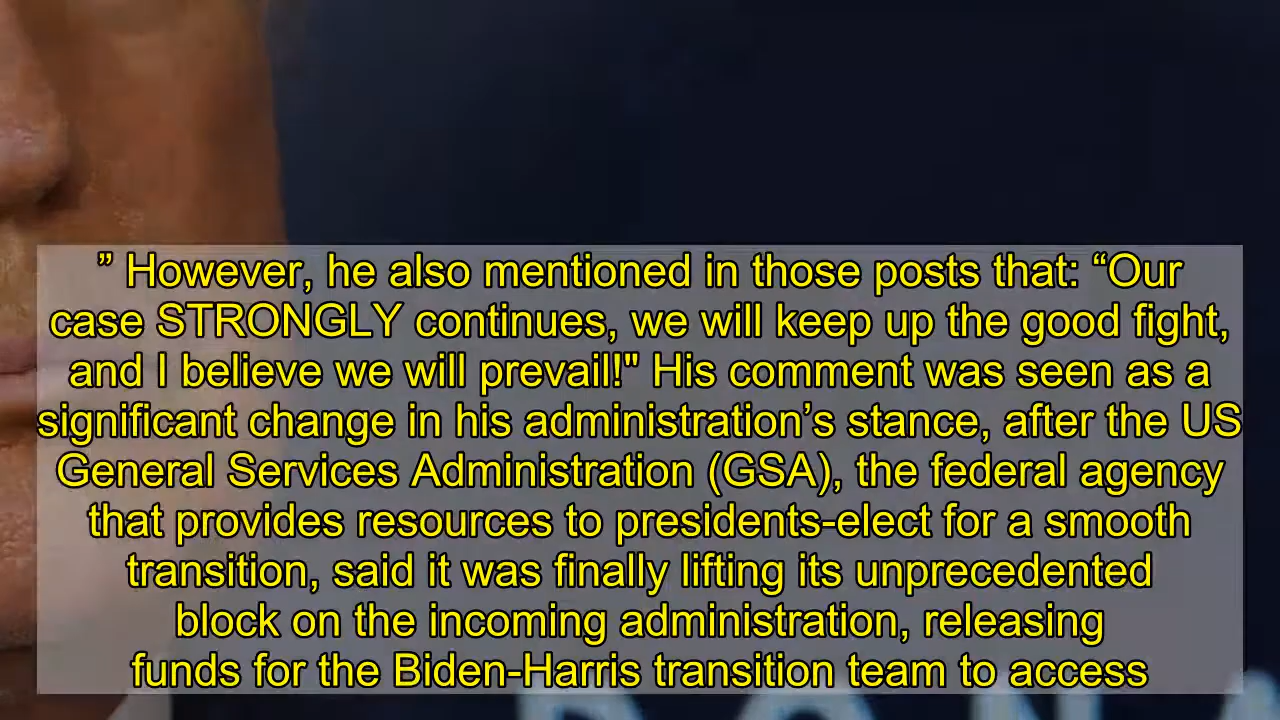 ” However, he also mentioned in those posts that: “Our
case STRONGLY continues, we will keep up the good fight,
and I believe we will prevail!" His comment was seen as a
significant change in his administration’s stance, after the US
General Services Administration (GSA), the federal agency
that provides resources to presidents-elect for a smooth
transition, said it was finally lifting its unprecedented
block on the incoming administration, releasing
funds for the Biden-Harris transition team to access
D O N A